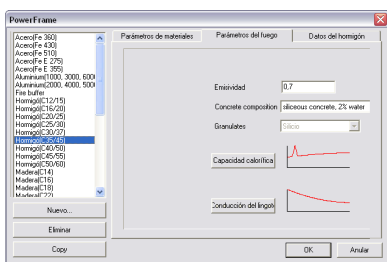 PowerFrame
Acero(Fe 360)
Acero(Fe 430)
Acero(Fe 510)
Acero(Fe E 275)
Acero(Fe E 355)
Aluminium(1000, 3000, 600
Aluminium(2000, 4000, 500
Fire buffer
Hormigó(C12/15)
Hormigó(C16/20)
Hormigó(C20/25)
Hormigó(C25/30)
Hormigó(C30/37)
Hormigó(C35/45)
Hormigó(C40/50)
Hormigó(C45/55)
Hormigó(C50/60)
Madera(C14)
Madera(C16)
Madera(C18)
Madera(C22)
Nuevo...
Eliminar
Copy
Parámetros de materiales
Parámetros del fuego
Datos del hormigón
Emirividad
0,7
Concrete composition
siliceous concrete, 2% water
Granulates
Silicio
Capacidad calorífica
Conducción del lingote
OK
Anular